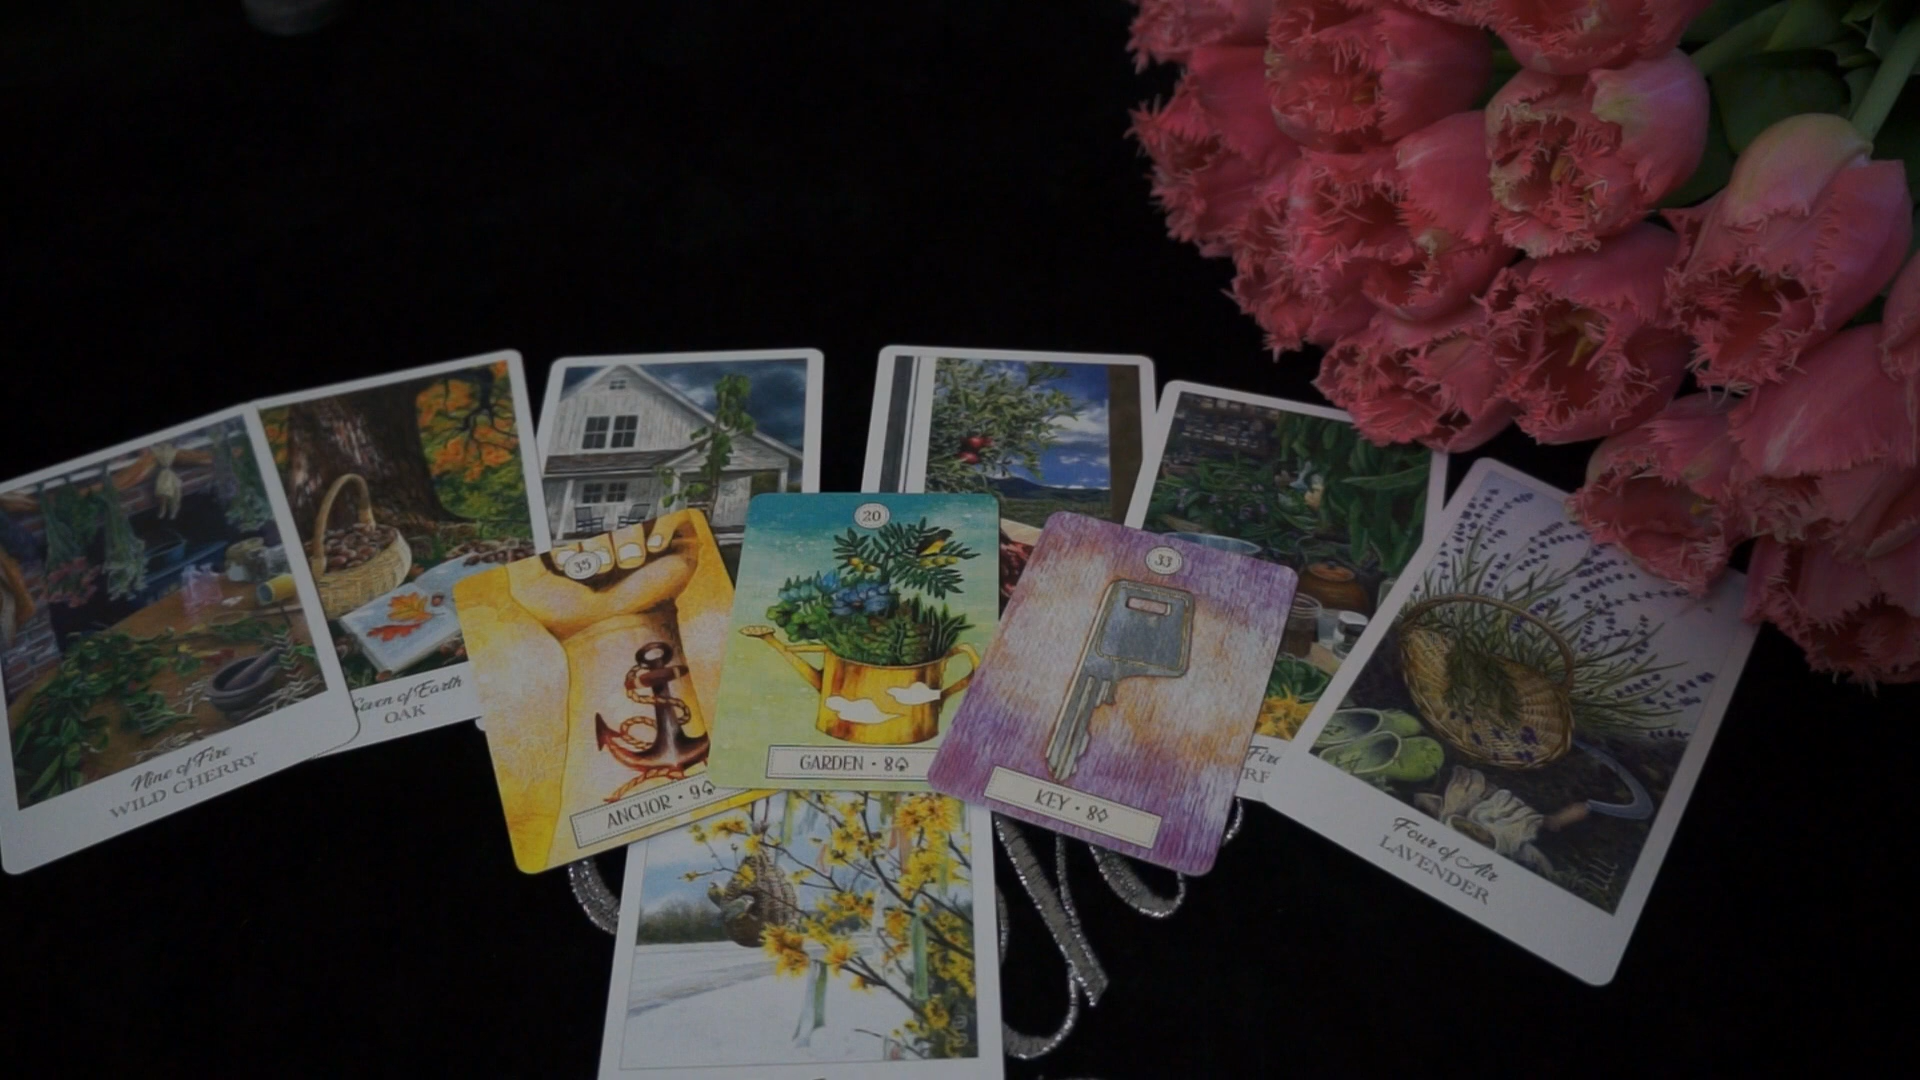 Nine of Fire
WILD CHERRY
Seven of Earth
OAK
35
ANCHOR • 9♤
20
GARDEN • 8♤
33
KEY • 8♢
Four of Air
LAVENDER